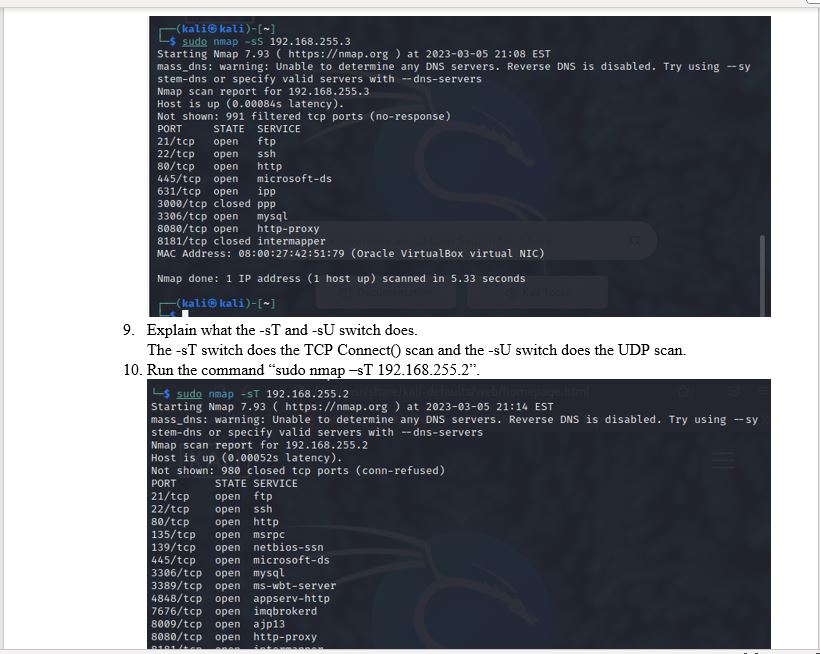 ┌──(kali㉿kali)-[~]
└─$ sudo nmap -sS 192.168.255.3
Starting Nmap 7.93 ( https://nmap.org ) at 2023-03-05 21:08 EST
mass_dns: warning: Unable to determine any DNS servers. Reverse DNS is disabled. Try using --sy
stem-dns or specify valid servers with --dns-servers
Nmap scan report for 192.168.255.3
Host is up (0.00084s latency).
Not shown: 991 filtered tcp ports (no-response)
PORT     STATE  SERVICE
21/tcp   open   ftp
22/tcp   open   ssh
80/tcp   open   http
445/tcp  open   microsoft-ds
631/tcp  open   ipp
3000/tcp closed ppp
3306/tcp open   mysql
8080/tcp open   http-proxy
8181/tcp closed intermapper
MAC Address: 08:00:27:42:51:79 (Oracle VirtualBox virtual NIC)
Nmap done: 1 IP address (1 host up) scanned in 5.33 seconds
┌──(kali㉿kali)-[~]
└─$
9. Explain what the -sT and -sU switch does.
The -sT switch does the TCP Connect() scan and the -sU switch does the UDP scan.
10. Run the command “sudo nmap –sT 192.168.255.2”.
└─$ sudo nmap -sT 192.168.255.2
Starting Nmap 7.93 ( https://nmap.org ) at 2023-03-05 21:14 EST
mass_dns: warning: Unable to determine any DNS servers. Reverse DNS is disabled. Try using --sy
stem-dns or specify valid servers with --dns-servers
Nmap scan report for 192.168.255.2
Host is up (0.00052s latency).
Not shown: 980 closed tcp ports (conn-refused)
PORT      STATE SERVICE
21/tcp    open  ftp
22/tcp    open  ssh
80/tcp    open  http
135/tcp   open  msrpc
139/tcp   open  netbios-ssn
445/tcp   open  microsoft-ds
3306/tcp  open  mysql
3389/tcp  open  ms-wbt-server
4848/tcp  open  appserv-http
7676/tcp  open  imqbrokerd
8009/tcp  open  ajp13
8080/tcp  open  http-proxy
8181/tcp  open  intermapper